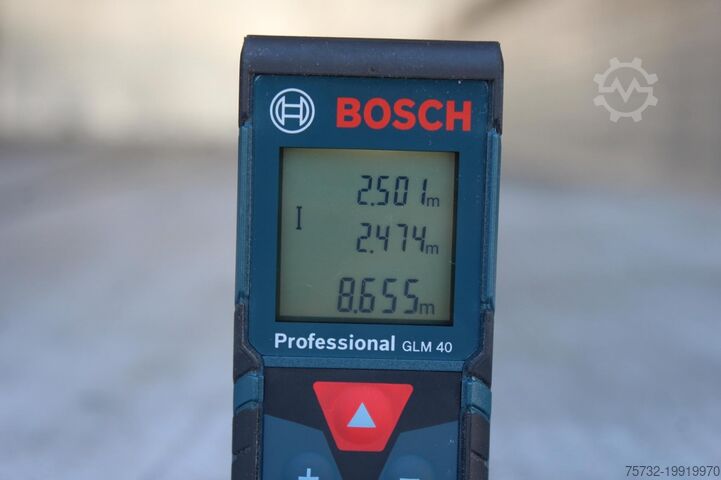 BOSCH
2.501m
I
2.474m
8.655m
Professional GLM 40
+ −
75732-19919970